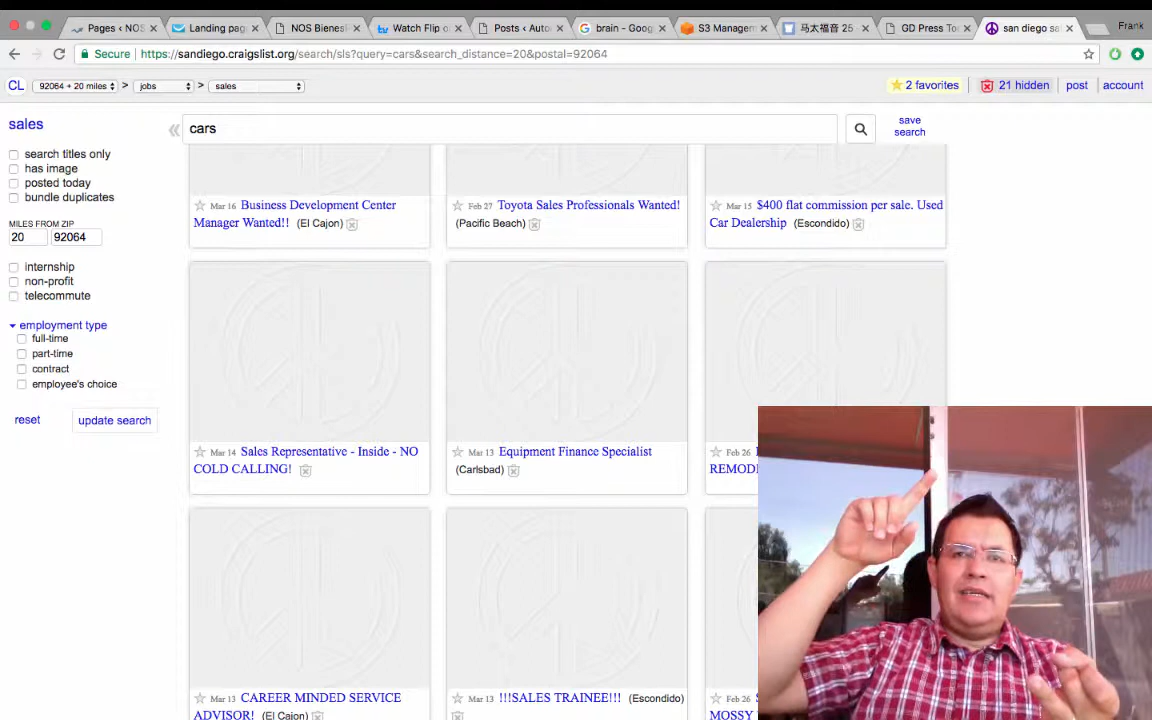 Pages ‹ NOS
Landing pag
NOS Bienes
Watch Flip o
Posts ‹ Auto
brain - Goog
S3 Managem
马太福音 25
GD Press To
san diego sa
Frank
Secure
https://sandiego.craigslist.org/search/sls?query=cars&search_distance=20&postal=92064
CL
92064 + 20 miles
>
jobs
>
sales
2 favorites
21 hidden
post
account
sales
cars
save
search
search titles only
has image
posted today
bundle duplicates
MILES FROM ZIP
20
92064
internship
non-profit
telecommute
employment type
full-time
part-time
contract
employee's choice
reset
update search
Mar 16 Business Development Center
Manager Wanted!! (El Cajon)
Feb 27 Toyota Sales Professionals Wanted!
(Pacific Beach)
Mar 15 $400 flat commission per sale. Used
Car Dealership (Escondido)
Mar 14 Sales Representative - Inside - NO
COLD CALLING!
Mar 13 Equipment Finance Specialist
(Carlsbad)
Feb 26
REMOD
Mar 13 CAREER MINDED SERVICE
ADVISOR! (El Cajon)
Mar 13 !!!SALES TRAINEE!!! (Escondido)
Feb 26
MOSSY